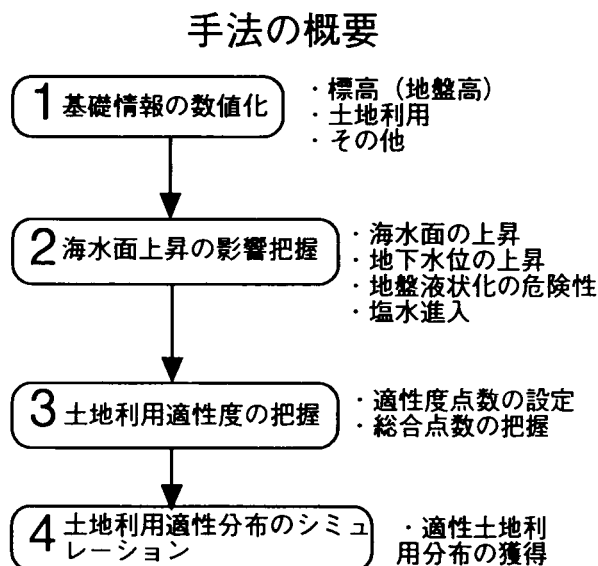 手法の概要
1 基礎情報の数値化
・標高（地盤高）
・土地利用
・その他
2 海水面上昇の影響把握
・海水面の上昇
・地下水位の上昇
・地盤液状化の危険性
・塩水進入
3 土地利用適性度の把握
・適性度点数の設定
・総合点数の把握
4 土地利用適性分布のシミュ
レーション
・適性土地利
用分布の獲得